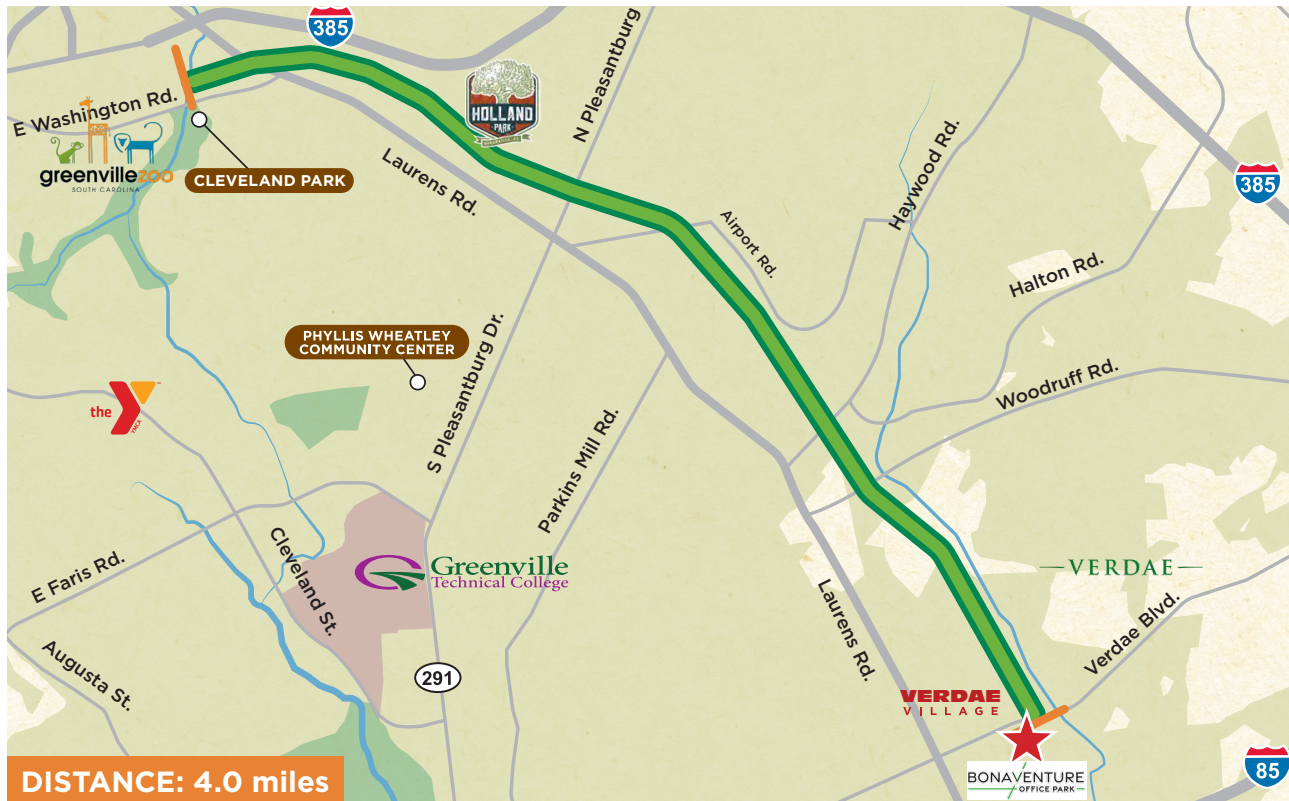 385
N Pleasantburg
HOLLAND
PARK
E Washington Rd.
greenvillezoo
SOUTH CAROLINA
CLEVELAND PARK
Laurens Rd.
Haywood Rd.
385
Airport Rd.
Halton Rd.
PHYLLIS WHEATLEY
COMMUNITY CENTER
S Pleasantburg Dr.
Woodruff Rd.
the
YMCA
Parkins Mill Rd.
Cleveland St.
E Faris Rd.
Greenville
Technical College
VERDAE
Laurens Rd.
Verdae Blvd.
Augusta St.
291
VERDAE
VILLAGE
DISTANCE: 4.0 miles
BONAVENTURE
OFFICE PARK
85